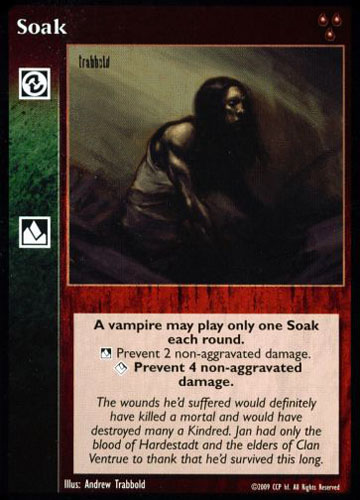 Soak
Trabbold
A vampire may play only one Soak
each round.
Prevent 2 non-aggravated damage.
Prevent 4 non-aggravated
damage.
The wounds he'd suffered would definitely
have killed a mortal and would have
destroyed many a Kindred. Jan had only the
blood of Hardestadt and the elders of Clan
Ventrue to thank that he'd survived this long.
Illus: Andrew Trabbold
©2009 CCP hf. All Rights Reserved